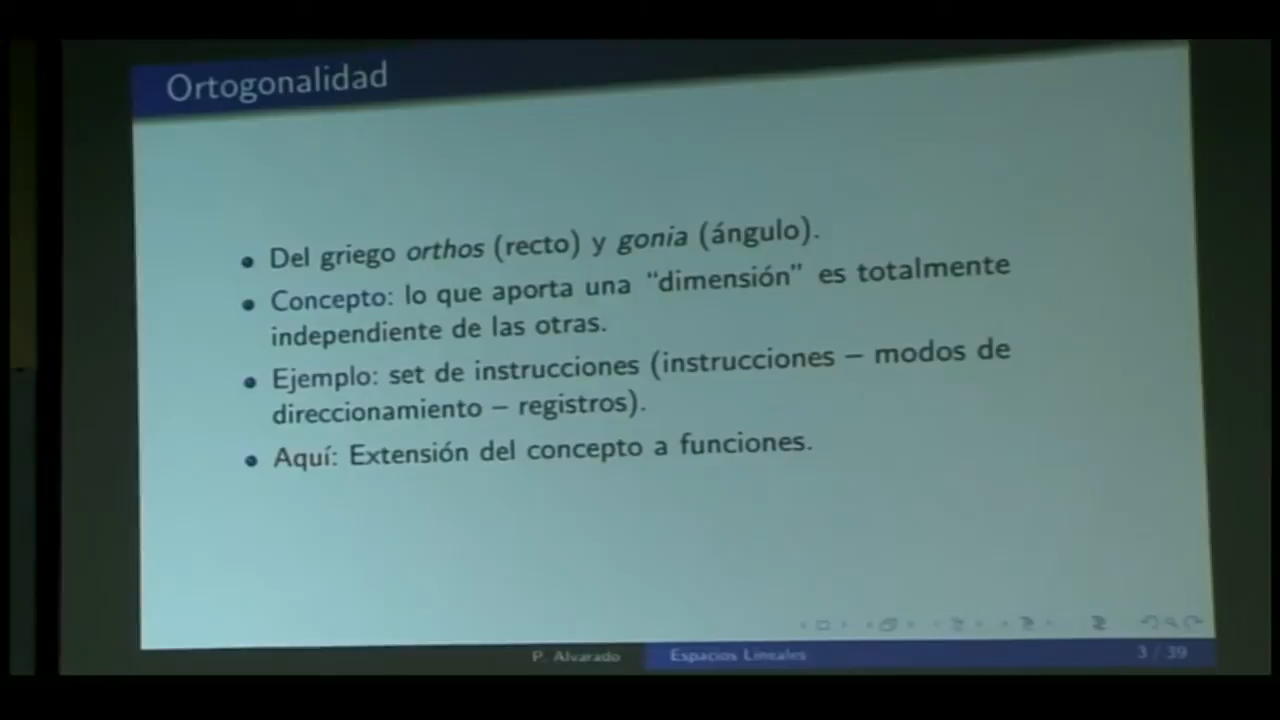 Ortogonalidad
Del griego orthos (recto) y gonia (ángulo).
Concepto: lo que aporta una “dimensión” es totalmente
independiente de las otras.
Ejemplo: set de instrucciones (instrucciones – modos de
direccionamiento – registros).
Aquí: Extensión del concepto a funciones.
P. Alvarado
Espacios Lineales
3 / 39